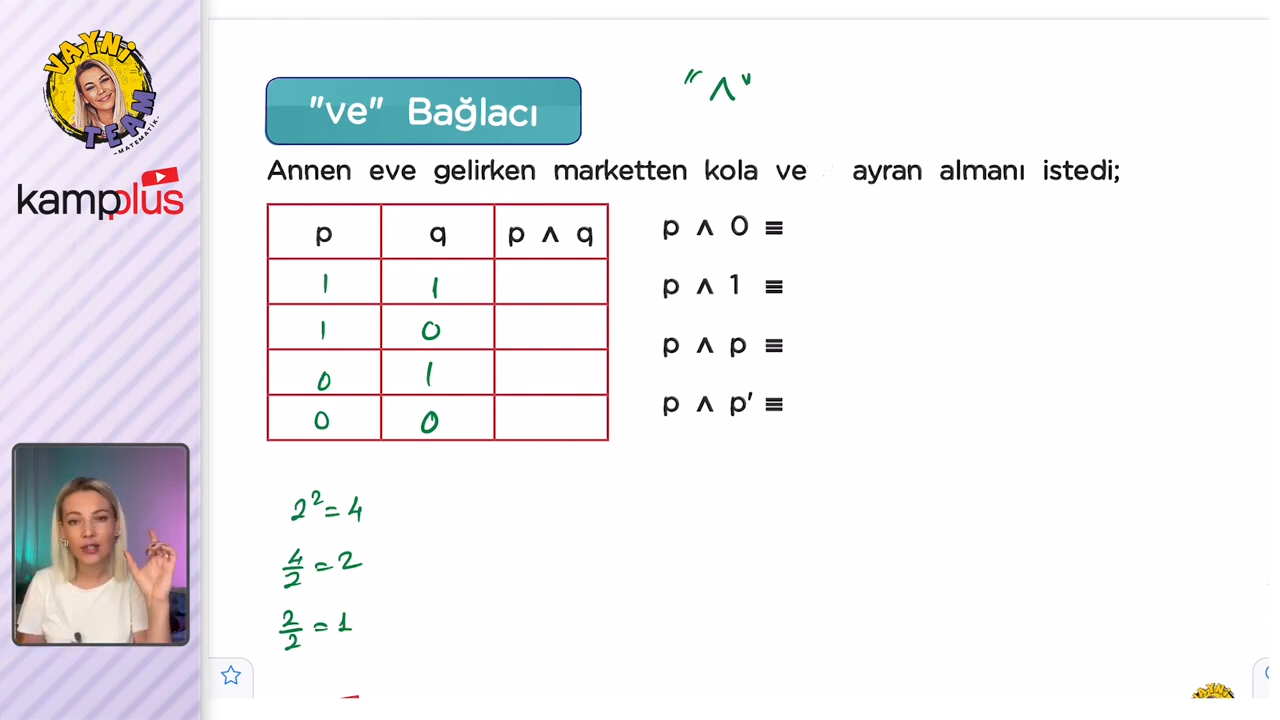 VAYNİ
TEAM
-MATEMATİK-
kampplus
"∧"
"ve" Bağlacı
Annen eve gelirken marketten kola ve ayran almanı istedi;
p q p ∧ q
1 1
1 0
0 1
0 0
p ∧ 0 ≡
p ∧ 1 ≡
p ∧ p ≡
p ∧ p' ≡
2² = 4
4/2 = 2
2/2 = 1